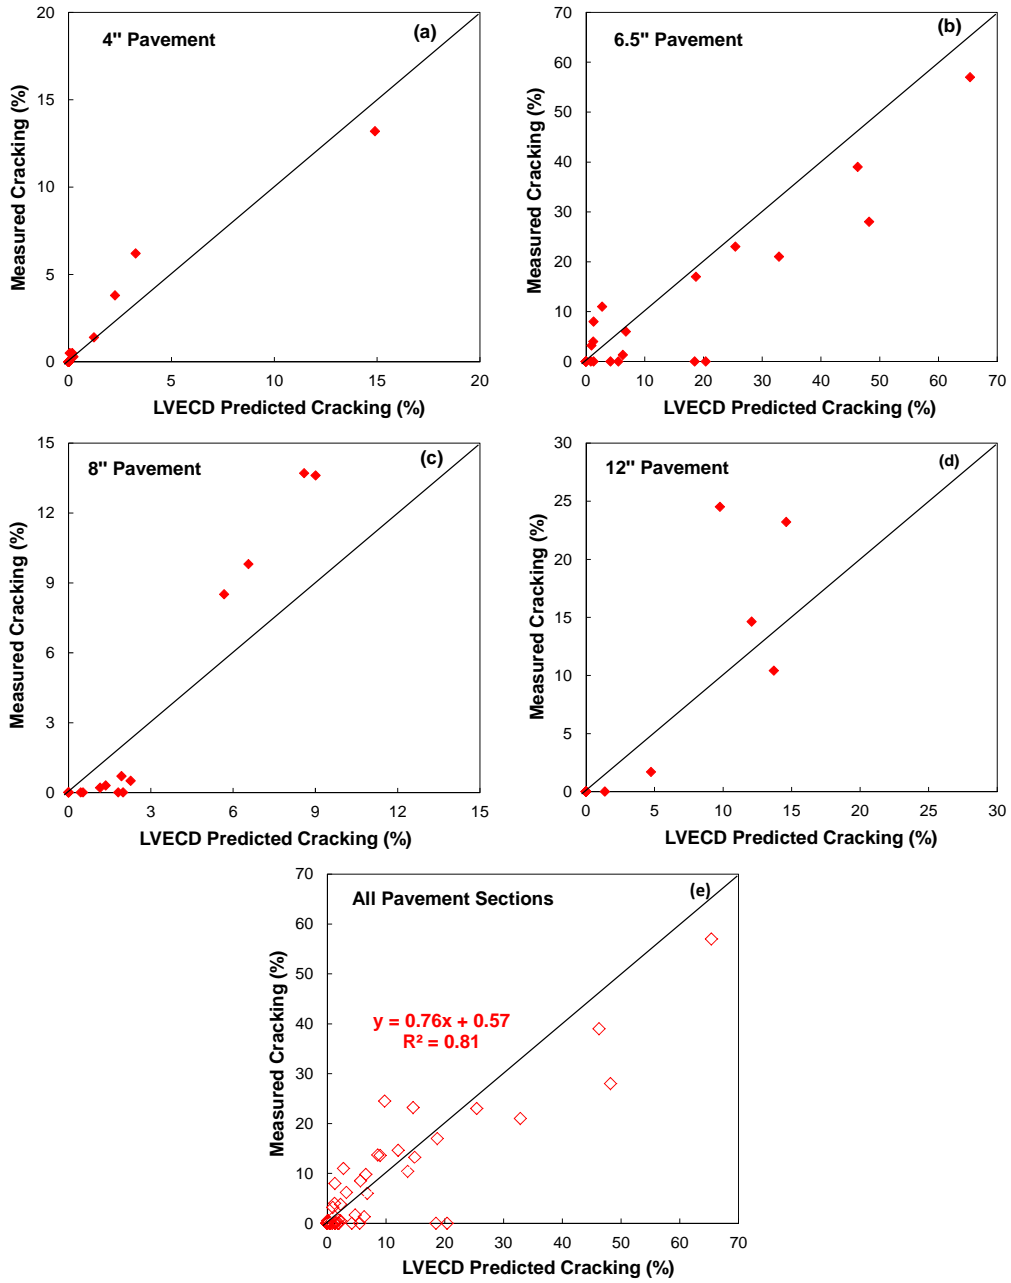 (a)
4" Pavement
Measured Cracking (%)
20
15
10
5
0
0 5 10 15 20
LVECD Predicted Cracking (%)
(b)
6.5" Pavement
Measured Cracking (%)
70
60
50
40
30
20
10
0
0 10 20 30 40 50 60 70
LVECD Predicted Cracking (%)
(c)
8" Pavement
Measured Cracking (%)
15
12
9
6
3
0
0 3 6 9 12 15
LVECD Predicted Cracking (%)
(d)
12" Pavement
Measured Cracking (%)
30
25
20
15
10
5
0
0 5 10 15 20 25 30
LVECD Predicted Cracking (%)
(e)
All Pavement Sections
Measured Cracking (%)
70
60
50
40
30
20
10
0
y = 0.76x + 0.57
R² = 0.81
0 10 20 30 40 50 60 70
LVECD Predicted Cracking (%)